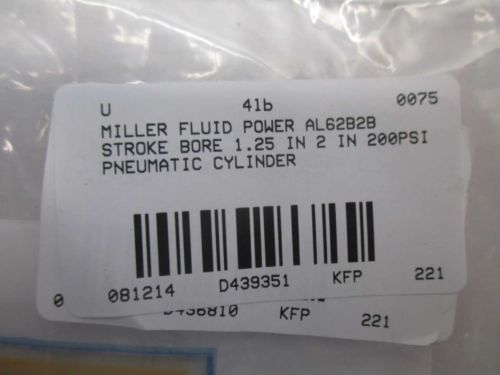 U 41b 0075
MILLER FLUID POWER AL62B2B
STROKE BORE 1.25 IN 2 IN 200PSI
PNEUMATIC CYLINDER
0 081214 D439351 KFP 221
D436810 KFP 221